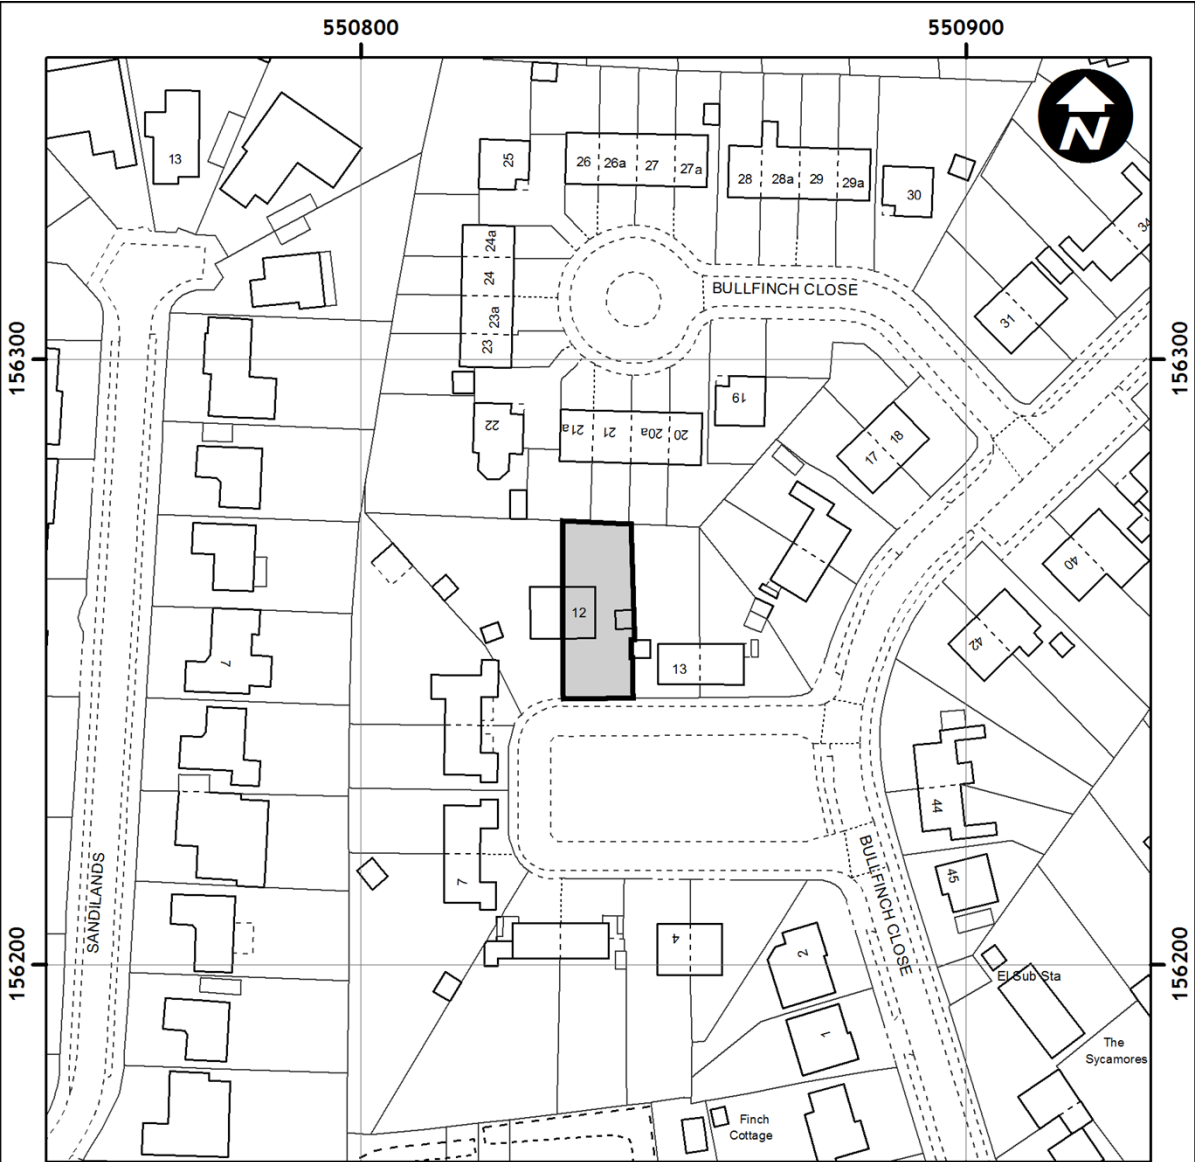 550800
550900
N
13
25
26
26a
27
27a
28
28a
29
29a
30
34
24a
24
23a
23
BULLFINCH CLOSE
31
156300
156300
19
22
21a
21
20a
20
18
17
40
12
42
7
13
44
7
BULLFINCH CLOSE
SANDILANDS
45
4
2
156200
156200
El Sub Sta
1
The
Sycamores
Finch
Cottage